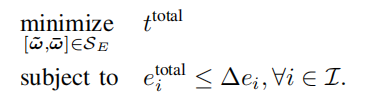 minimize t^total
[ω̃,ω̄]∈S_E
subject to e_i^total ≤ Δe_i, ∀i ∈ I.